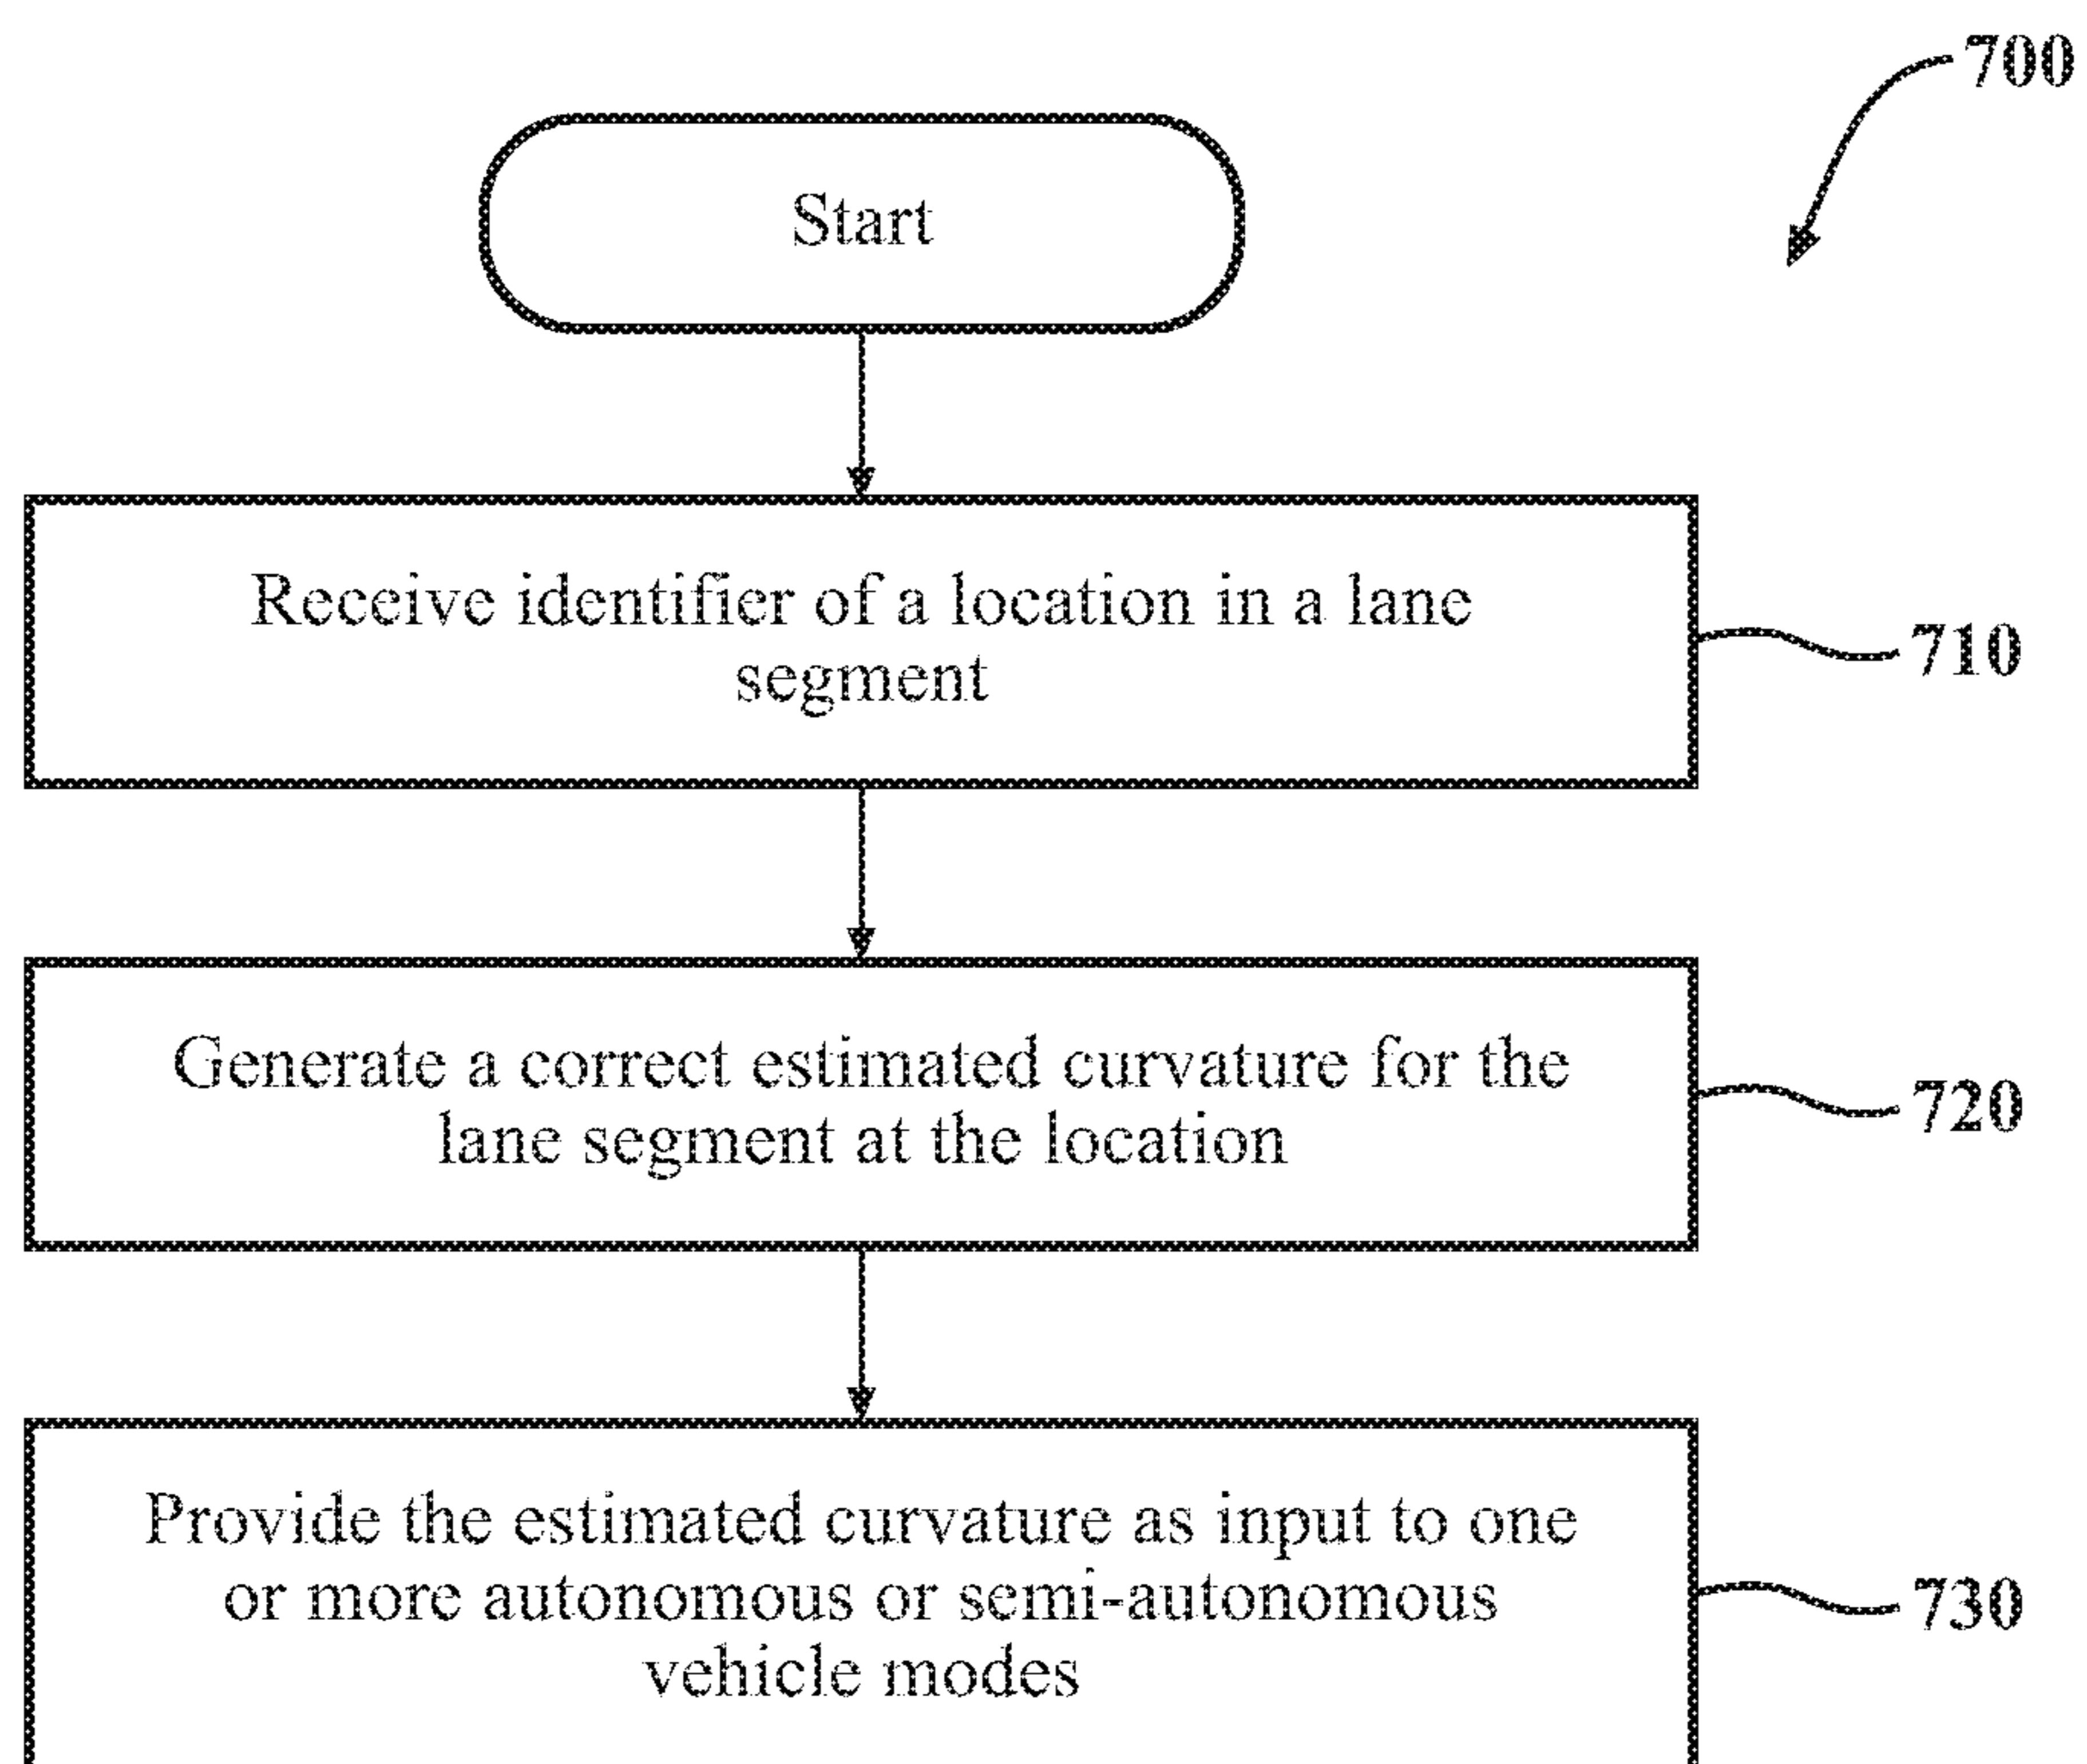 700
Start
Receive identifier of a location in a lane
segment
710
Generate a correct estimated curvature for the
lane segment at the location
720
Provide the estimated curvature as input to one
or more autonomous or semi-autonomous
vehicle modes
730